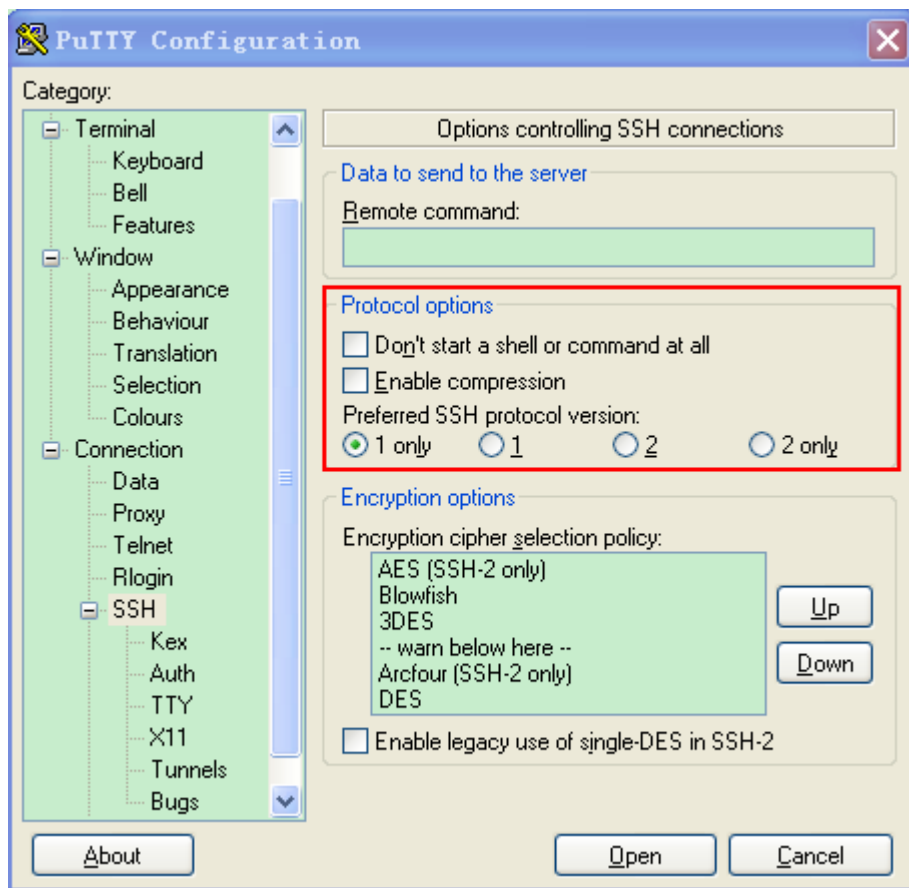 PuTTY Configuration
Category:
Terminal
Keyboard
Bell
Features
Window
Appearance
Behaviour
Translation
Selection
Colours
Connection
Data
Proxy
Telnet
Rlogin
SSH
Kex
Auth
TTY
X11
Tunnels
Bugs
Options controlling SSH connections
Data to send to the server
Remote command:
Protocol options
Don't start a shell or command at all
Enable compression
Preferred SSH protocol version:
1 only 1 2 2 only
Encryption options
Encryption cipher selection policy:
AES (SSH-2 only)
Blowfish
3DES
-- warn below here --
Arcfour (SSH-2 only)
DES
Up
Down
Enable legacy use of single-DES in SSH-2
About Open Cancel